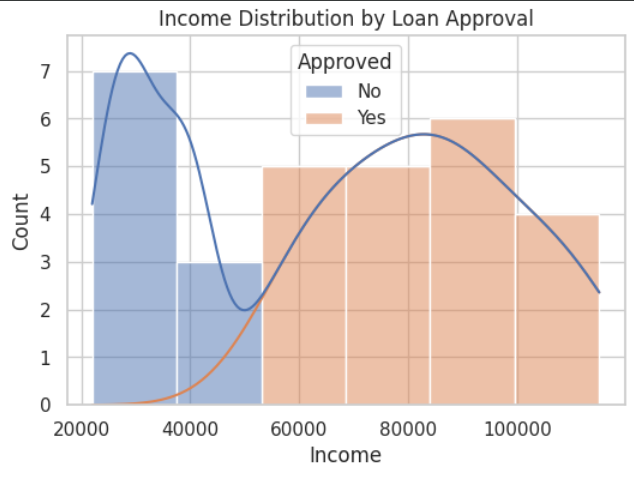 Income Distribution by Loan Approval
Approved
No
Yes
Count
7
6
5
4
3
2
1
0
20000 40000 60000 80000 100000
Income